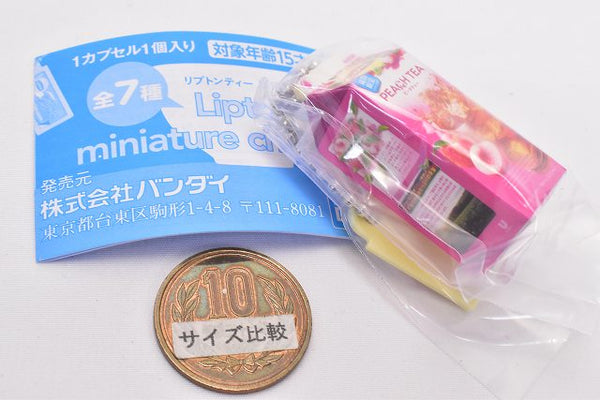 1カプセル1個入り
対象年齢15才
全7種
リプトンティー
Lipt
miniature c
発売元
株式会社バンダイ
東京都台東区駒形1-4-8 〒111-8081
PEACH TEA
10
サイズ比較